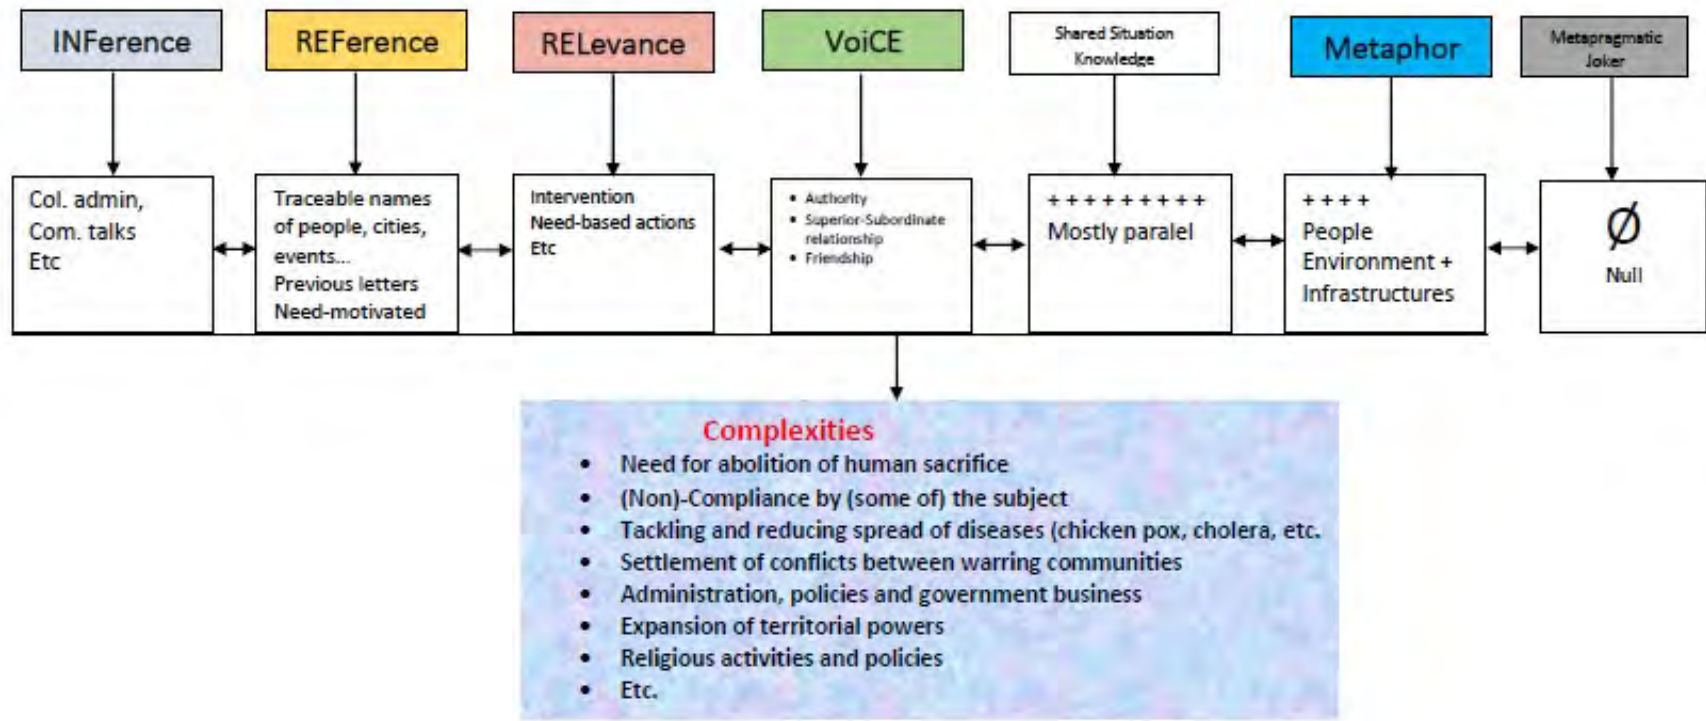 INFerence
REFerence
RELevance
VoiCE
Shared Situation
Knowledge
Metaphor
Metapragmatic
Joker
Col. admin,
Com. talks
Etc
Traceable names
of people, cities,
events...
Previous letters
Need-motivated
Intervention
Need-based actions
Etc
• Authority
• Superior-Subordinate
relationship
• Friendship
+ + + + + + + + +
Mostly paralel
+ + + +
People
Environment +
Infrastructures
Ø
Null
Complexities
• Need for abolition of human sacrifice
• (Non)-Compliance by (some of) the subject
• Tackling and reducing spread of diseases (chicken pox, cholera, etc.
• Settlement of conflicts between warring communities
• Administration, policies and government business
• Expansion of territorial powers
• Religious activities and policies
• Etc.